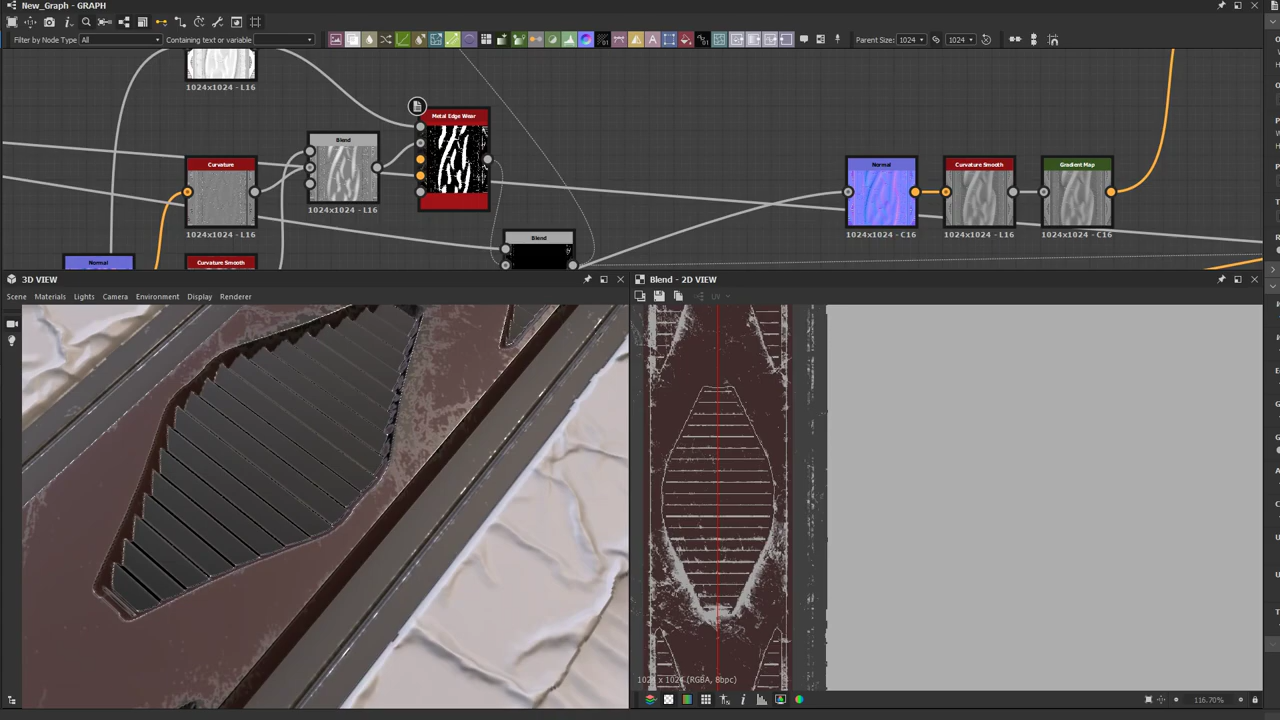 New_Graph - GRAPH
Filter by Node Type All Containing text or variable
Parent Size: 1024 1024
1024x1024 - L16
Metal Edge Wear
Blend
Curvature
Normal
Curvature Smooth
Gradient Map
1024x1024 - L16
1024x1024 - L16
1024x1024 - C16
1024x1024 - L16
1024x1024 - C16
Blend
Normal
Curvature Smooth
3D VIEW
Blend - 2D VIEW
Scene Materials Lights Camera Environment Display Renderer
UV
1024 x 1024 (RGBA, 8bpc)
116.70%